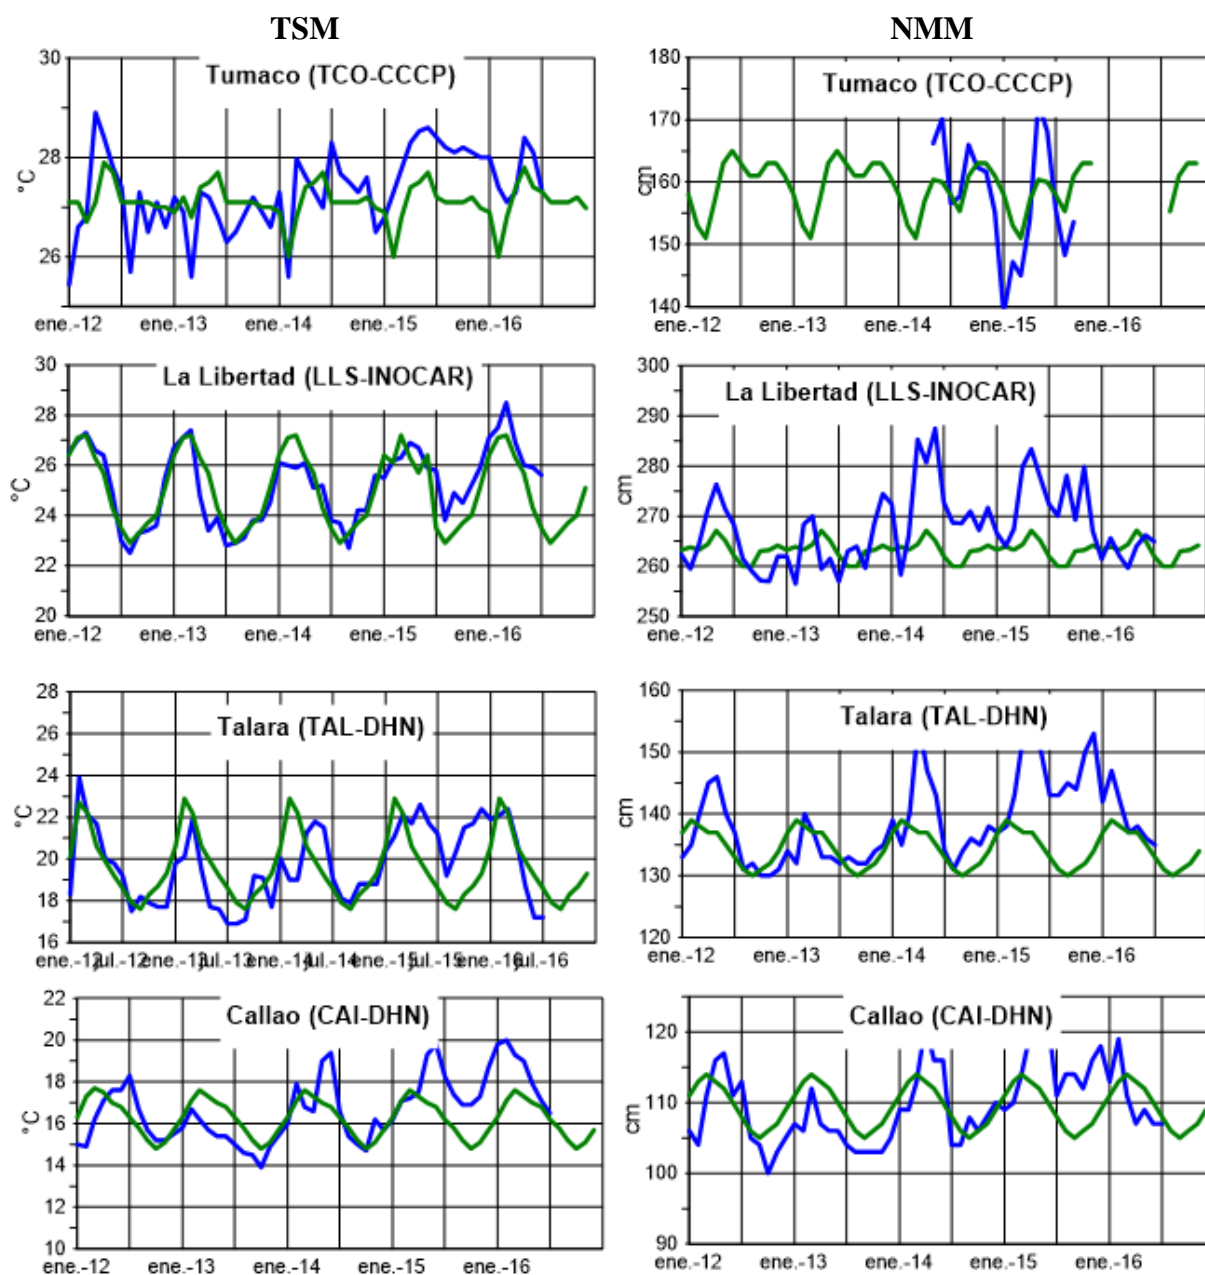 TSM NMM
30 Tumaco (TCO-CCCP)
28
°C
26
ene.-12 ene.-13 ene.-14 ene.-15 ene.-16
180 Tumaco (TCO-CCCP)
170
160
cm
150
140
ene.-12 ene.-13 ene.-14 ene.-15 ene.-16
30 La Libertad (LLS-INOCAR)
28
26
°C
24
22
20
ene.-12 ene.-13 ene.-14 ene.-15 ene.-16
300 La Libertad (LLS-INOCAR)
290
280
cm
270
260
250
ene.-12 ene.-13 ene.-14 ene.-15 ene.-16
28
26 Talara (TAL-DHN)
24
22
°C
20
18
16
ene.-12 jul.-12 ene.-13 jul.-13 ene.-14 jul.-14 ene.-15 jul.-15 ene.-16 jul.-16
160 Talara (TAL-DHN)
150
140
cm
130
120
ene.-12 ene.-13 ene.-14 ene.-15 ene.-16
22 Callao (CAI-DHN)
20
18
16
°C
14
12
10
ene.-12 ene.-13 ene.-14 ene.-15 ene.-16
120 Callao (CAI-DHN)
110
cm
100
90
ene.-12 ene.-13 ene.-14 ene.-15 ene.-16